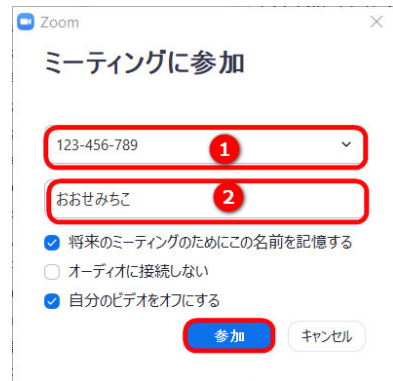 Zoom
ミーティングに参加
123-456-789
1
おおせみちこ
2
将来のミーティングのためにこの名前を記憶する
オーディオに接続しない
自分のビデオをオフにする
参加 キャンセル